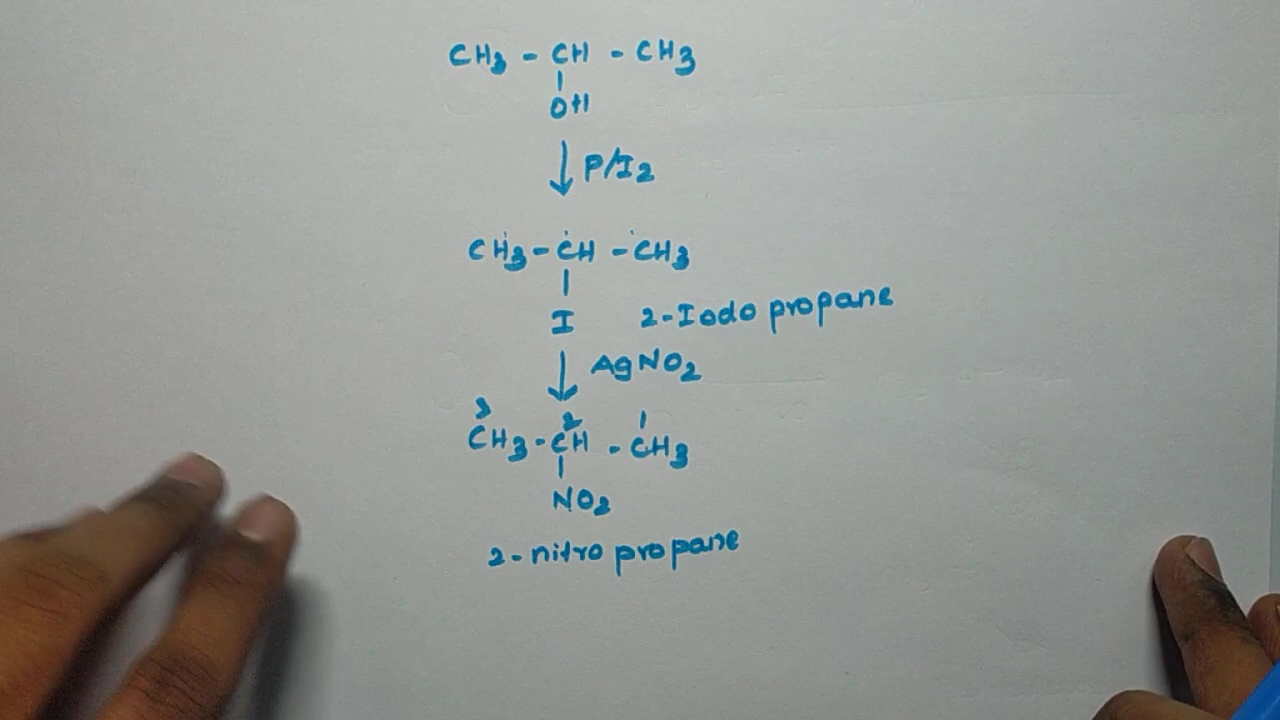 CH3 - CH - CH3
|
OH
↓ P/I2
CH3 - CH - CH3
|
I 2-Iodo propane
↓ AgNO2
3 2 1
CH3 - CH - CH3
|
NO2
2-nitro propane